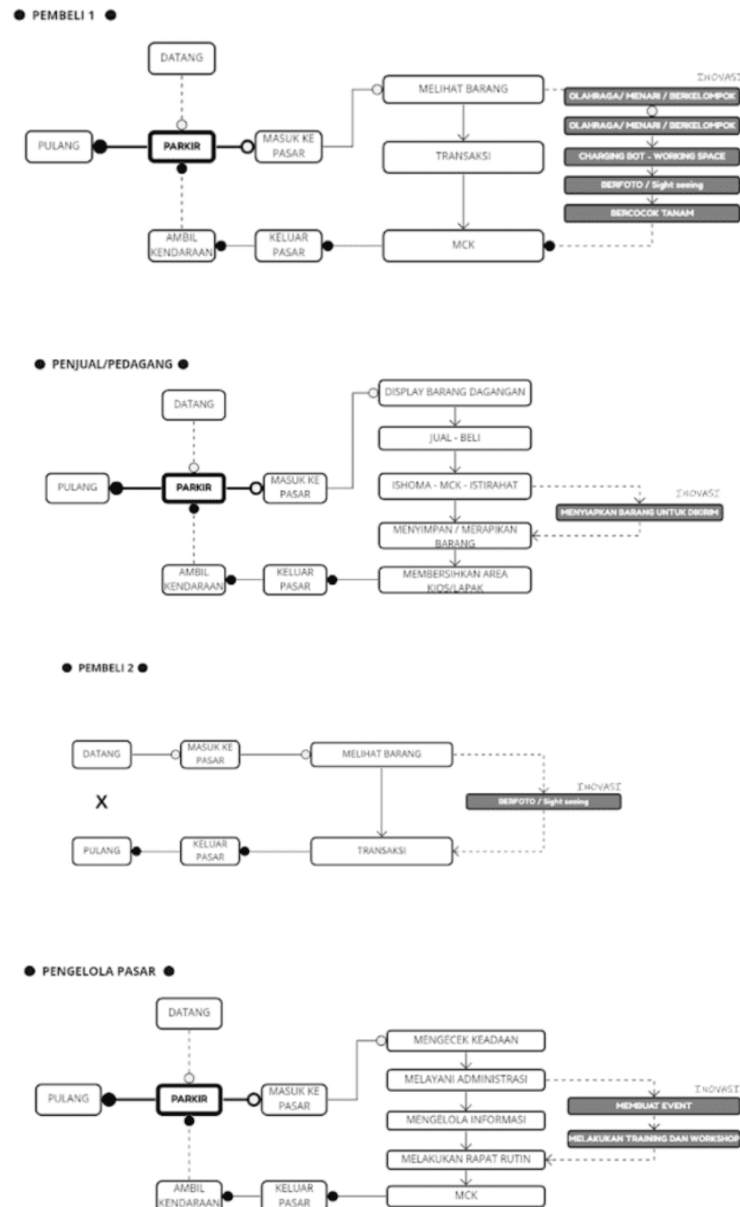 PEMBELI 1
DATANG
INOVASI
MELIHAT BARANG
OLAHRAGA/ MENARI / BERKELOMPOK
OLAHRAGA/ MENARI / BERKELOMPOK
PULANG
PARKIR
MASUK KE
PASAR
TRANSAKSI
CHARGING BOT - WORKING SPACE
BERFOTO / Sight seeing
BERCOCOK TANAM
AMBIL
KENDARAAN
KELUAR
PASAR
MCK
PENJUAL/PEDAGANG
DATANG
DISPLAY BARANG DAGANGAN
JUAL - BELI
PULANG
PARKIR
MASUK KE
PASAR
ISHOMA - MCK - ISTIRAHAT
INOVASI
MENYIAPKAN BARANG UNTUK DIKIRIM
MENYIMPAN / MERAPIKAN
BARANG
AMBIL
KENDARAAN
KELUAR
PASAR
MEMBERSIHKAN AREA
KIOS/LAPAK
PEMBELI 2
DATANG
MASUK KE
PASAR
MELIHAT BARANG
INOVASI
BERFOTO / Sight seeing
X
PULANG
KELUAR
PASAR
TRANSAKSI
PENGELOLA PASAR
DATANG
MENGECEK KEADAAN
MELAYANI ADMINISTRASI
INOVASI
PULANG
PARKIR
MASUK KE
PASAR
MEMBUAT EVENT
MENGELOLA INFORMASI
MELAKUKAN TRAINING DAN WORKSHOP
MELAKUKAN RAPAT RUTIN
AMBIL
KENDARAAN
KELUAR
PASAR
MCK